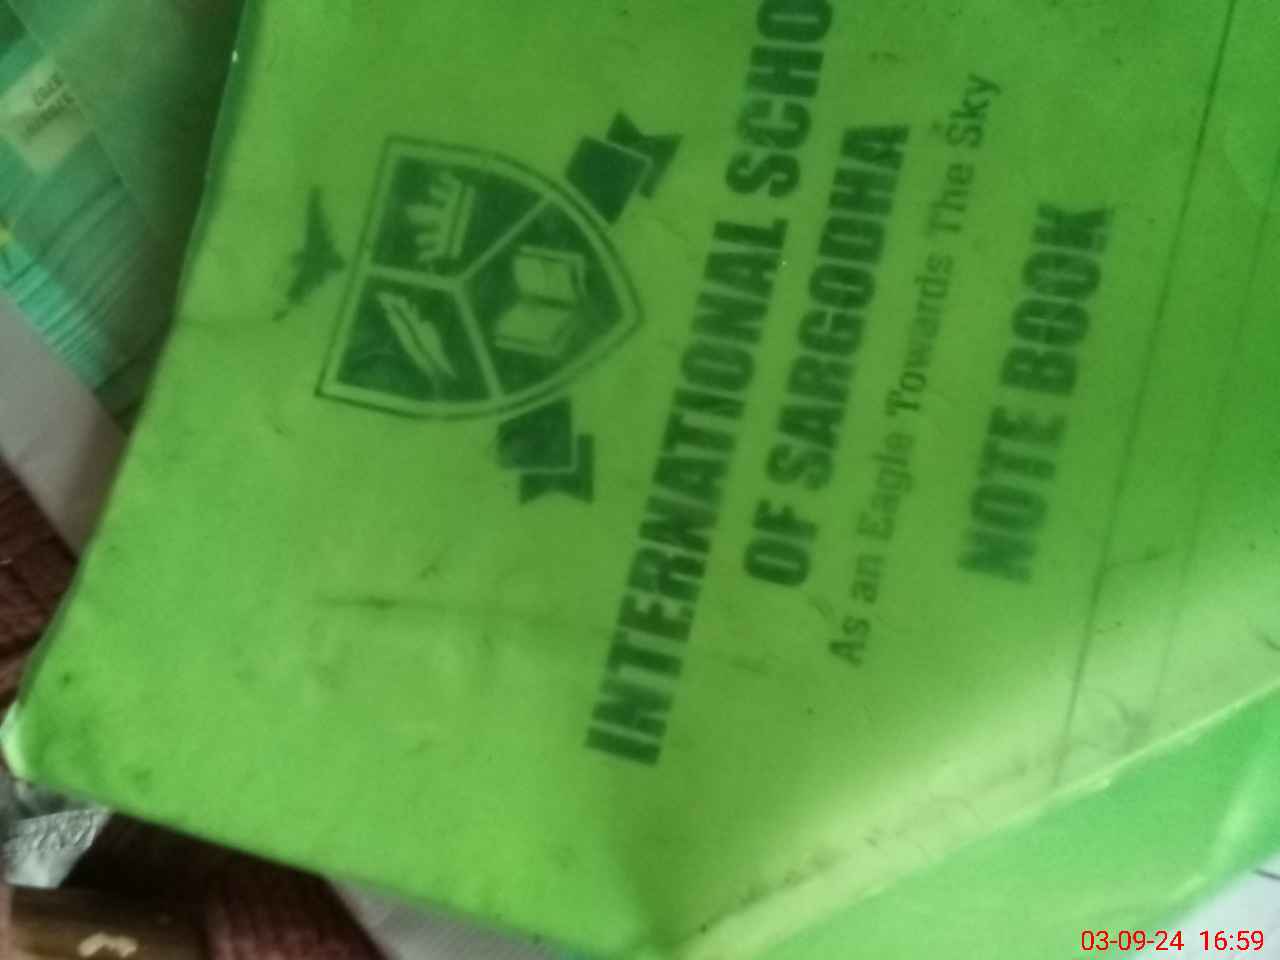 INTERNATIONAL SCHO
OF SARGODHA
As an Eagle Towards The Sky
NOTE BOOK
03-09-24 16:59